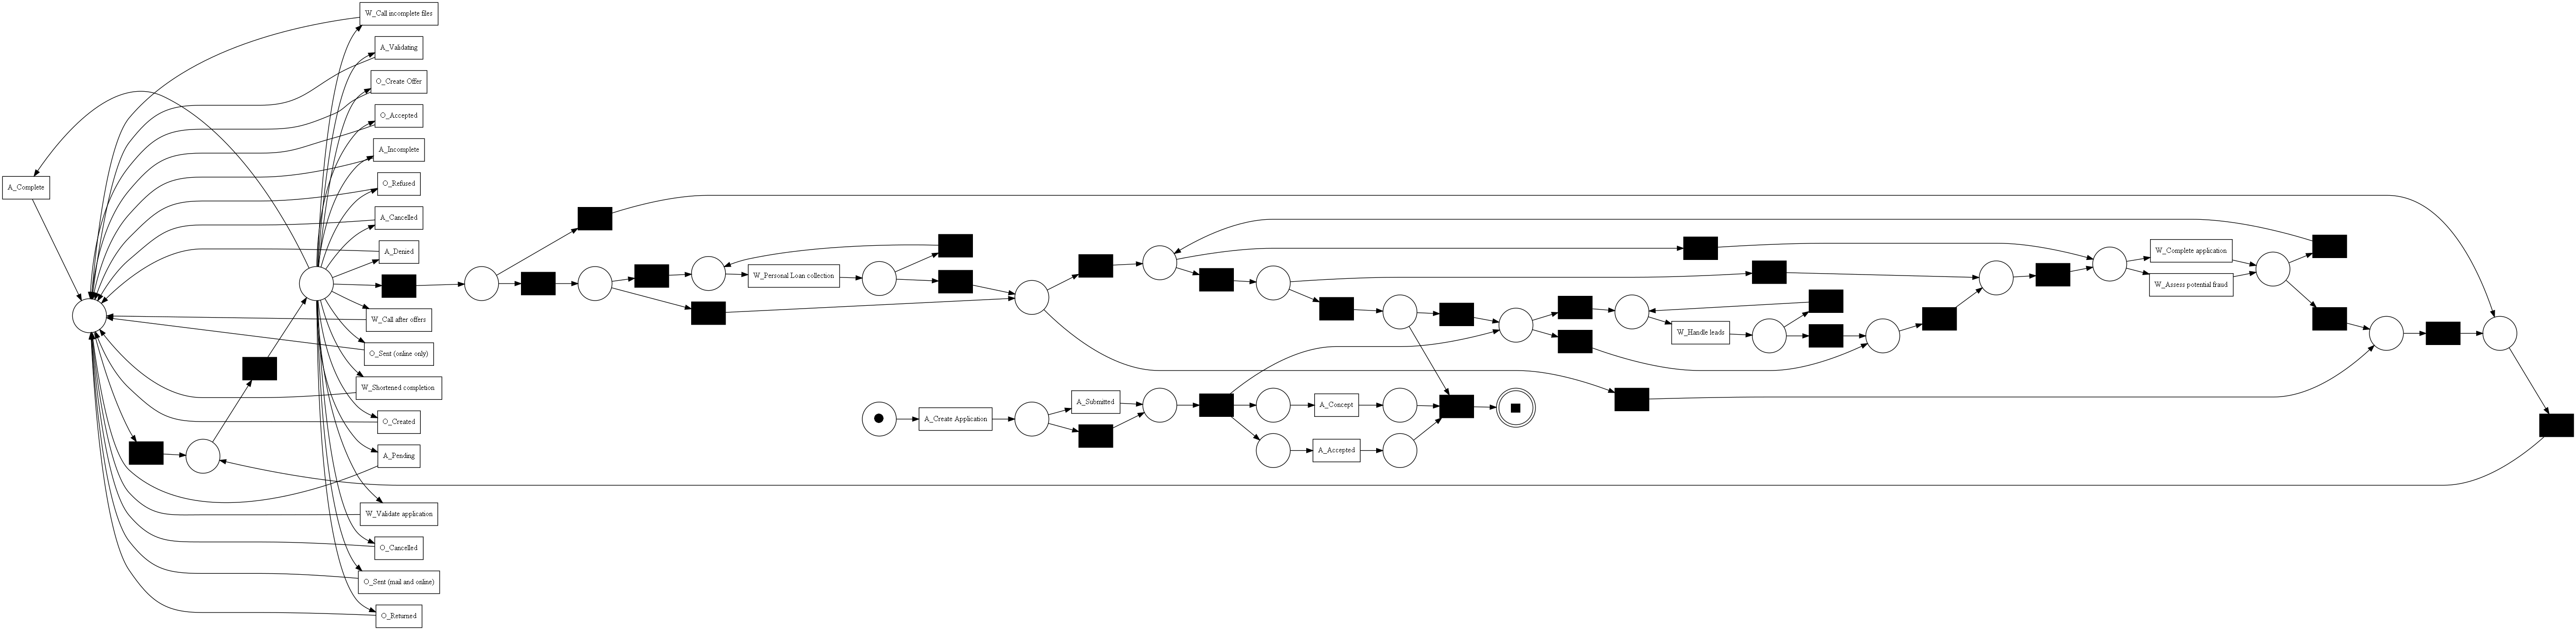 W_Call incomplete files
A_Validating
O_Create Offer
O_Accepted
A_Incomplete
O_Refused
A_Complete
A_Cancelled
A_Denied
W_Complete application
W_Personal Loan collection
W_Assess potential fraud
W_Call after offers
W_Handle leads
O_Sent (online only)
W_Shortened completion
A_Submitted
A_Concept
A_Create Application
O_Created
A_Accepted
A_Pending
W_Validate application
O_Cancelled
O_Sent (mail and online)
O_Returned